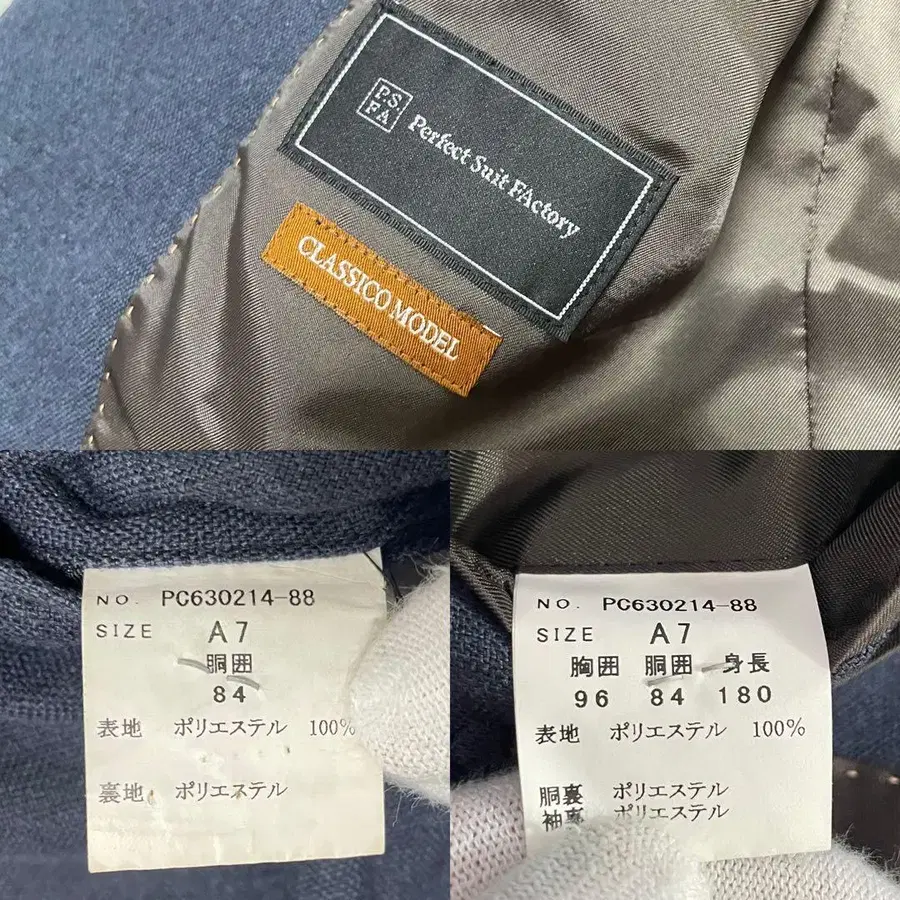 P.S.
FA
Perfect Suit FActory
CLASSICO MODEL
NO. PC630214-88
SIZE A7
胴囲
84
表地 ポリエステル 100%
裏地 ポリエステル
NO. PC630214-88
SIZE A7
胸囲 胴囲 身長
96 84 180
表地 ポリエステル 100%
胴裏 ポリエステル
袖裏 ポリエステル